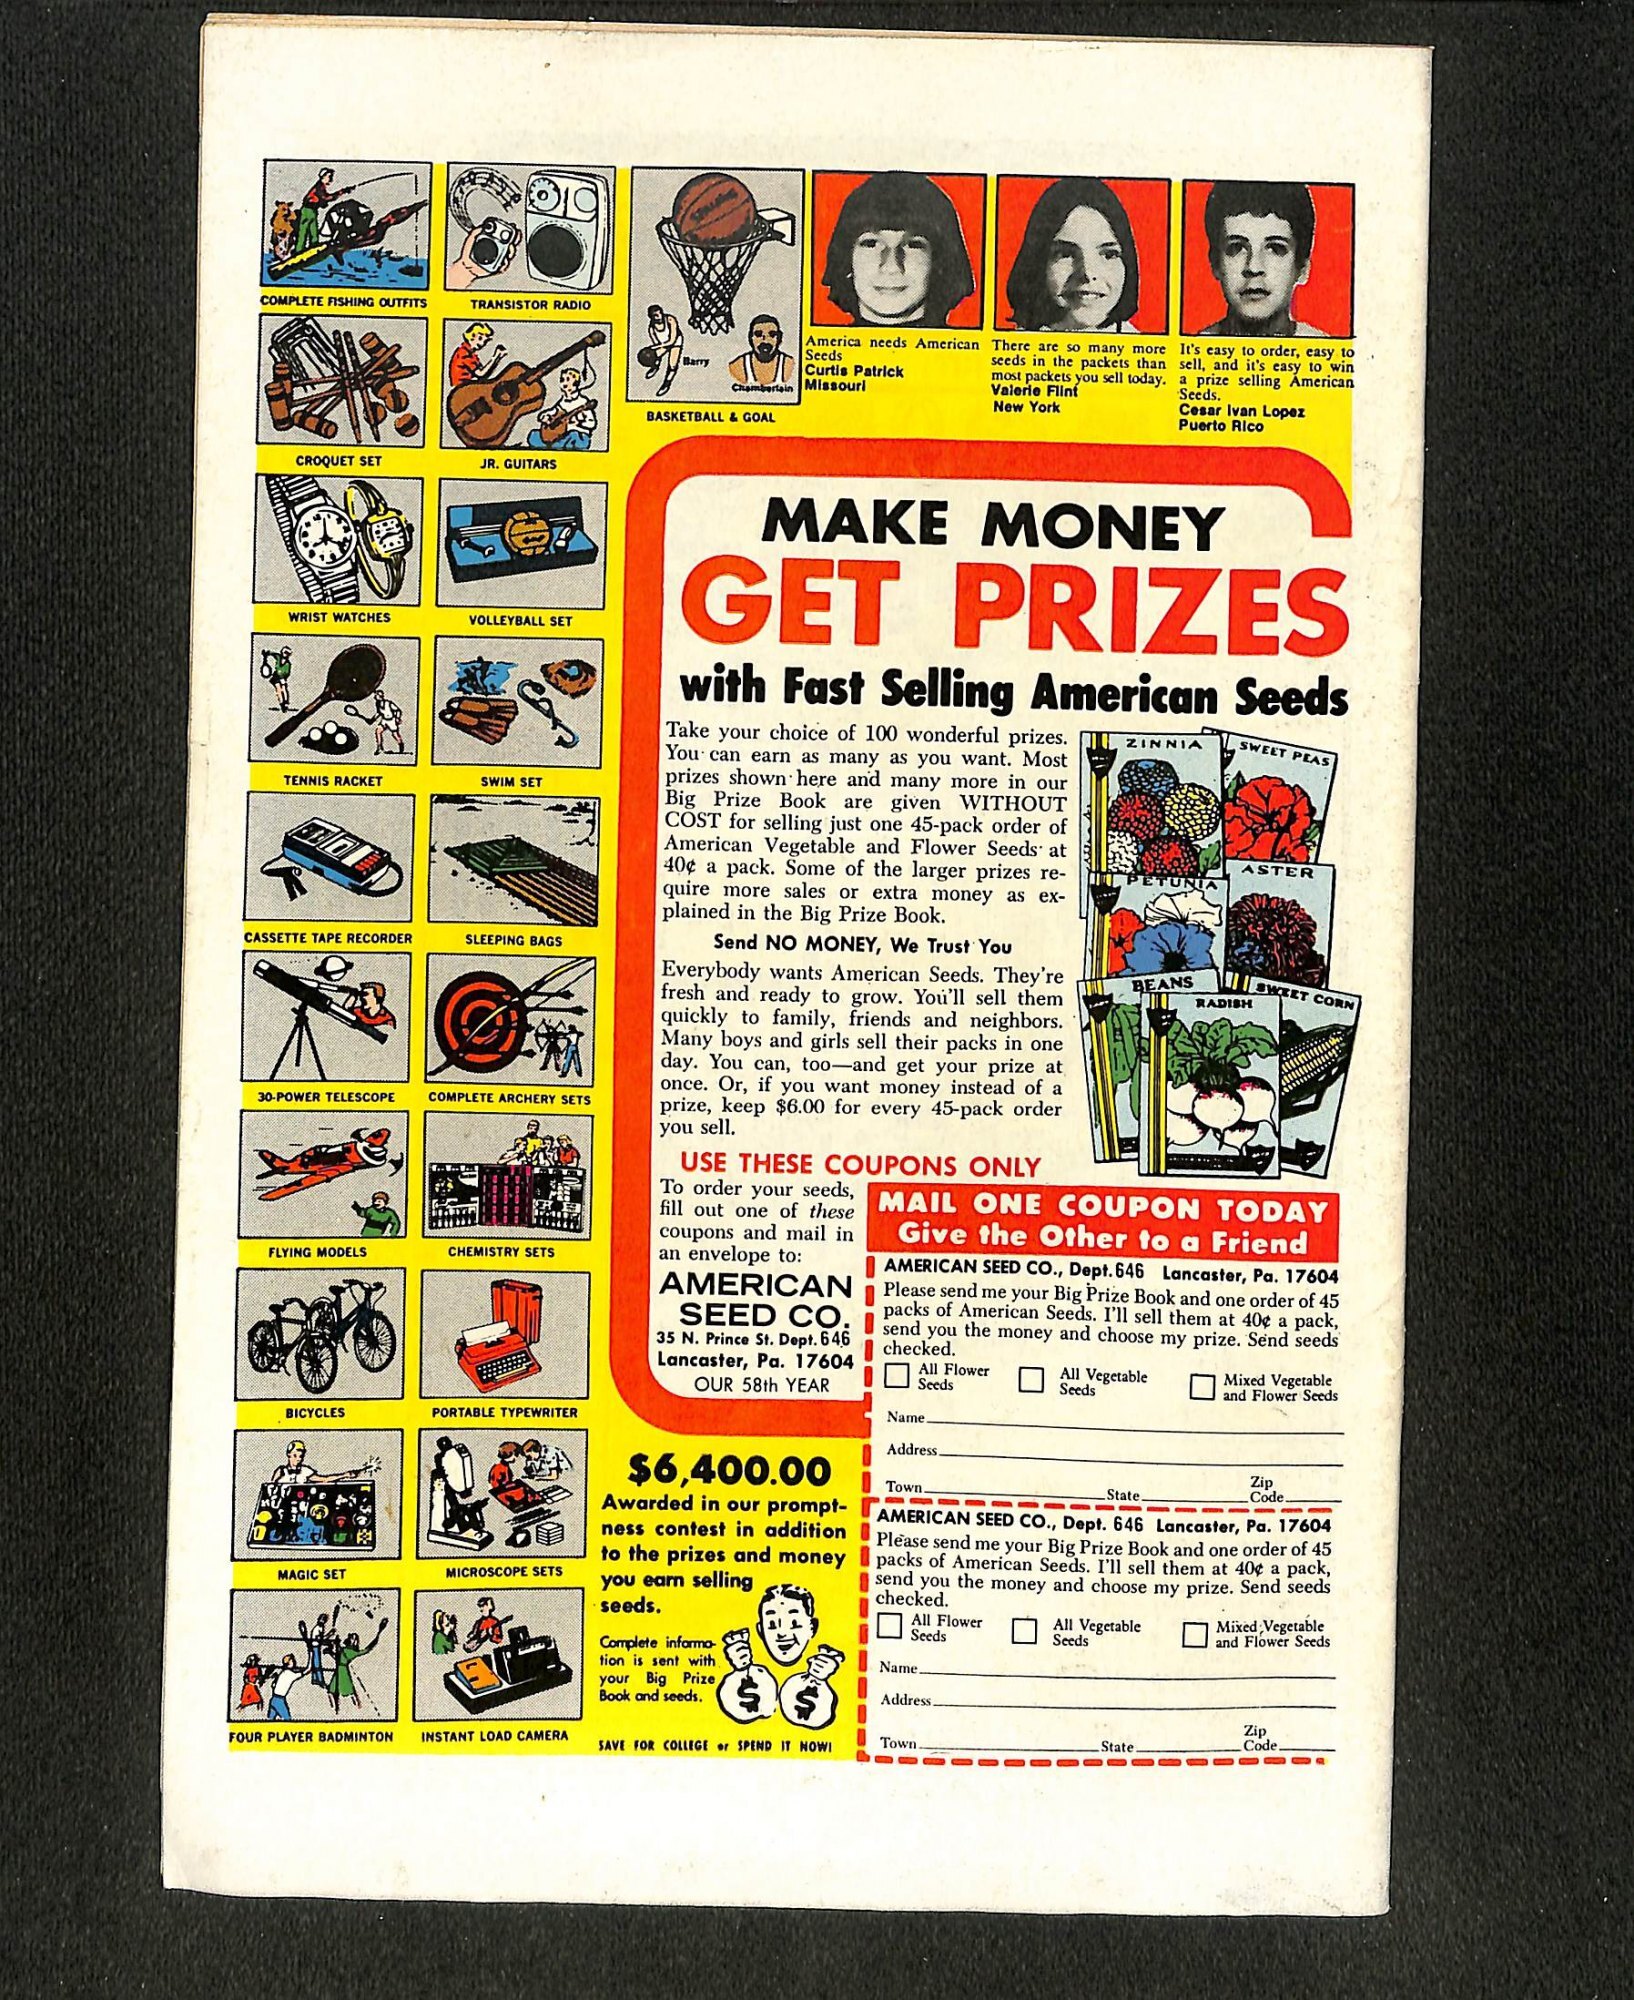 COMPLETE FISHING OUTFITS
TRANSISTOR RADIO
Barry
Chamberlain
BASKETBALL & GOAL
America needs American
Seeds
Curtis Patrick
Missouri
There are so many more
seeds in the packets than
most packets you sell today.
Valerie Flint
New York
It's easy to order, easy to
sell, and it's easy to win
a prize selling American
Seeds.
Cesar Ivan Lopez
Puerto Rico
CROQUET SET
JR. GUITARS
WRIST WATCHES
VOLLEYBALL SET
TENNIS RACKET
SWIM SET
CASSETTE TAPE RECORDER
SLEEPING BAGS
30-POWER TELESCOPE
COMPLETE ARCHERY SETS
FLYING MODELS
CHEMISTRY SETS
BICYCLES
PORTABLE TYPEWRITER
MAGIC SET
MICROSCOPE SETS
FOUR PLAYER BADMINTON
INSTANT LOAD CAMERA
MAKE MONEY
GET PRIZES
with Fast Selling American Seeds
Take your choice of 100 wonderful prizes.
You can earn as many as you want. Most
prizes shown here and many more in our
Big Prize Book are given WITHOUT
COST for selling just one 45-pack order of
American Vegetable and Flower Seeds at
40¢ a pack. Some of the larger prizes re-
quire more sales or extra money as ex-
plained in the Big Prize Book.
Send NO MONEY, We Trust You
Everybody wants American Seeds. They're
fresh and ready to grow. You'll sell them
quickly to family, friends and neighbors.
Many boys and girls sell their packs in one
day. You can, too—and get your prize at
once. Or, if you want money instead of a
prize, keep $6.00 for every 45-pack order
you sell.
ZINNIA
SWEET PEAS
PETUNIA
ASTER
BEANS
RADISH
SWEET CORN
USE THESE COUPONS ONLY
To order your seeds,
fill out one of these
coupons and mail in
an envelope to:
AMERICAN
SEED CO.
35 N. Prince St. Dept. 646
Lancaster, Pa. 17604
OUR 58th YEAR
MAIL ONE COUPON TODAY
Give the Other to a Friend
AMERICAN SEED CO., Dept. 646 Lancaster, Pa. 17604
Please send me your Big Prize Book and one order of 45
packs of American Seeds. I'll sell them at 40¢ a pack,
send you the money and choose my prize. Send seeds
checked.
All Flower
Seeds
All Vegetable
Seeds
Mixed Vegetable
and Flower Seeds
Name
Address
Town State Zip
Code
AMERICAN SEED CO., Dept. 646 Lancaster, Pa. 17604
Please send me your Big Prize Book and one order of 45
packs of American Seeds. I'll sell them at 40¢ a pack,
send you the money and choose my prize. Send seeds
checked.
All Flower
Seeds
All Vegetable
Seeds
Mixed Vegetable
and Flower Seeds
Name
Address
Town State Zip
Code
$6,400.00
Awarded in our prompt-
ness contest in addition
to the prizes and money
you earn selling
seeds.
Complete informa-
tion is sent with
your Big Prize
Book and seeds.
$ $
SAVE FOR COLLEGE or SPEND IT NOW!